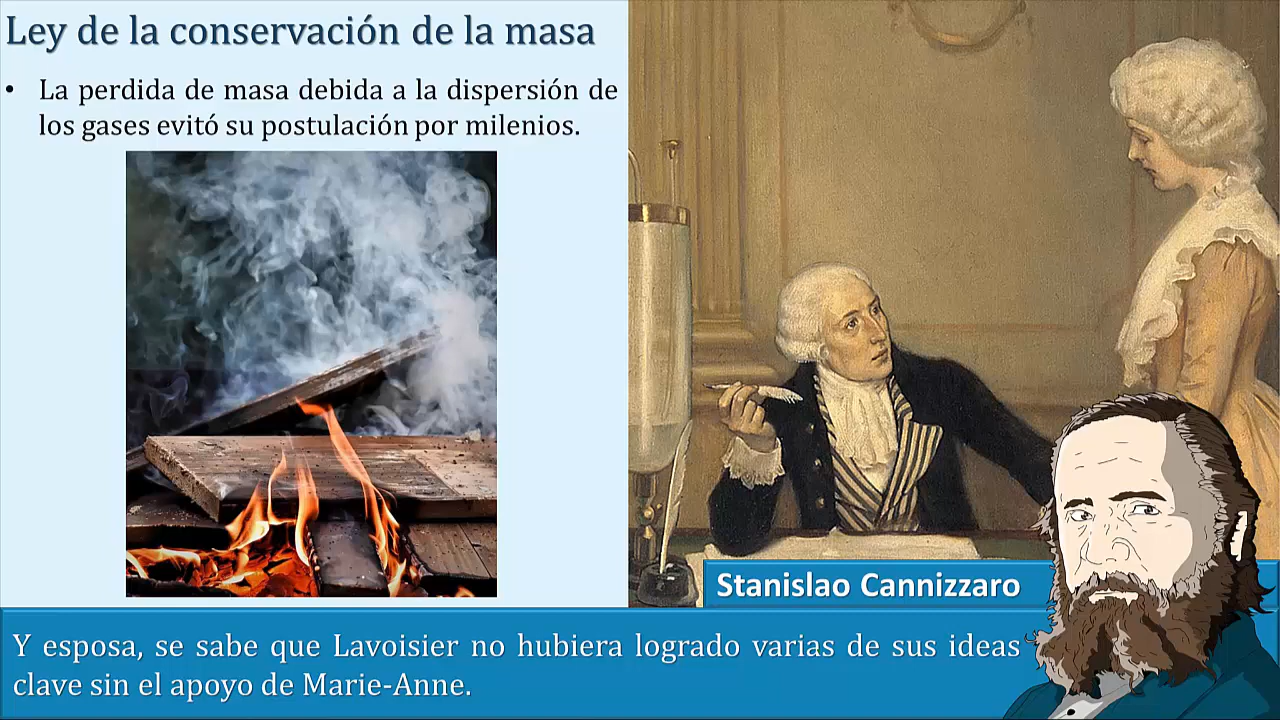 Ley de la conservación de la masa
• La perdida de masa debida a la dispersión de
los gases evitó su postulación por milenios.
Stanislao Cannizzaro
Y esposa, se sabe que Lavoisier no hubiera logrado varias de sus ideas
clave sin el apoyo de Marie-Anne.